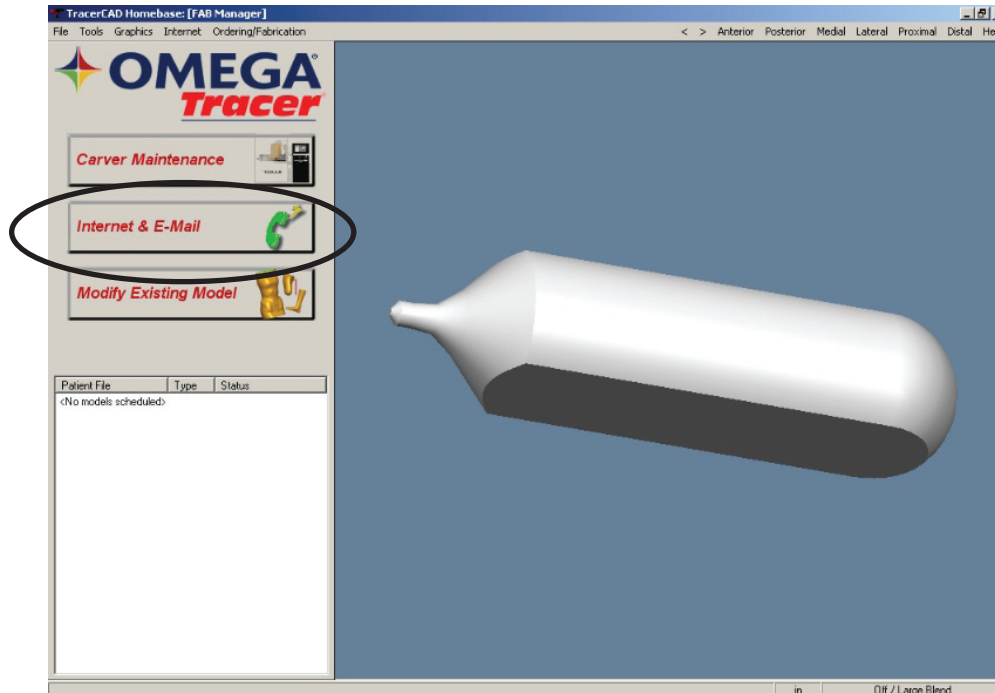 TracerCAD Homebase: [FAB Manager]
File Tools Graphics Internet Ordering/Fabrication < > Anterior Posterior Medial Lateral Proximal Distal He
OMEGA®
Tracer
Carver Maintenance
Internet & E-Mail
Modify Existing Model
Patient File Type Status
<No models scheduled>
in Off / Large Blend